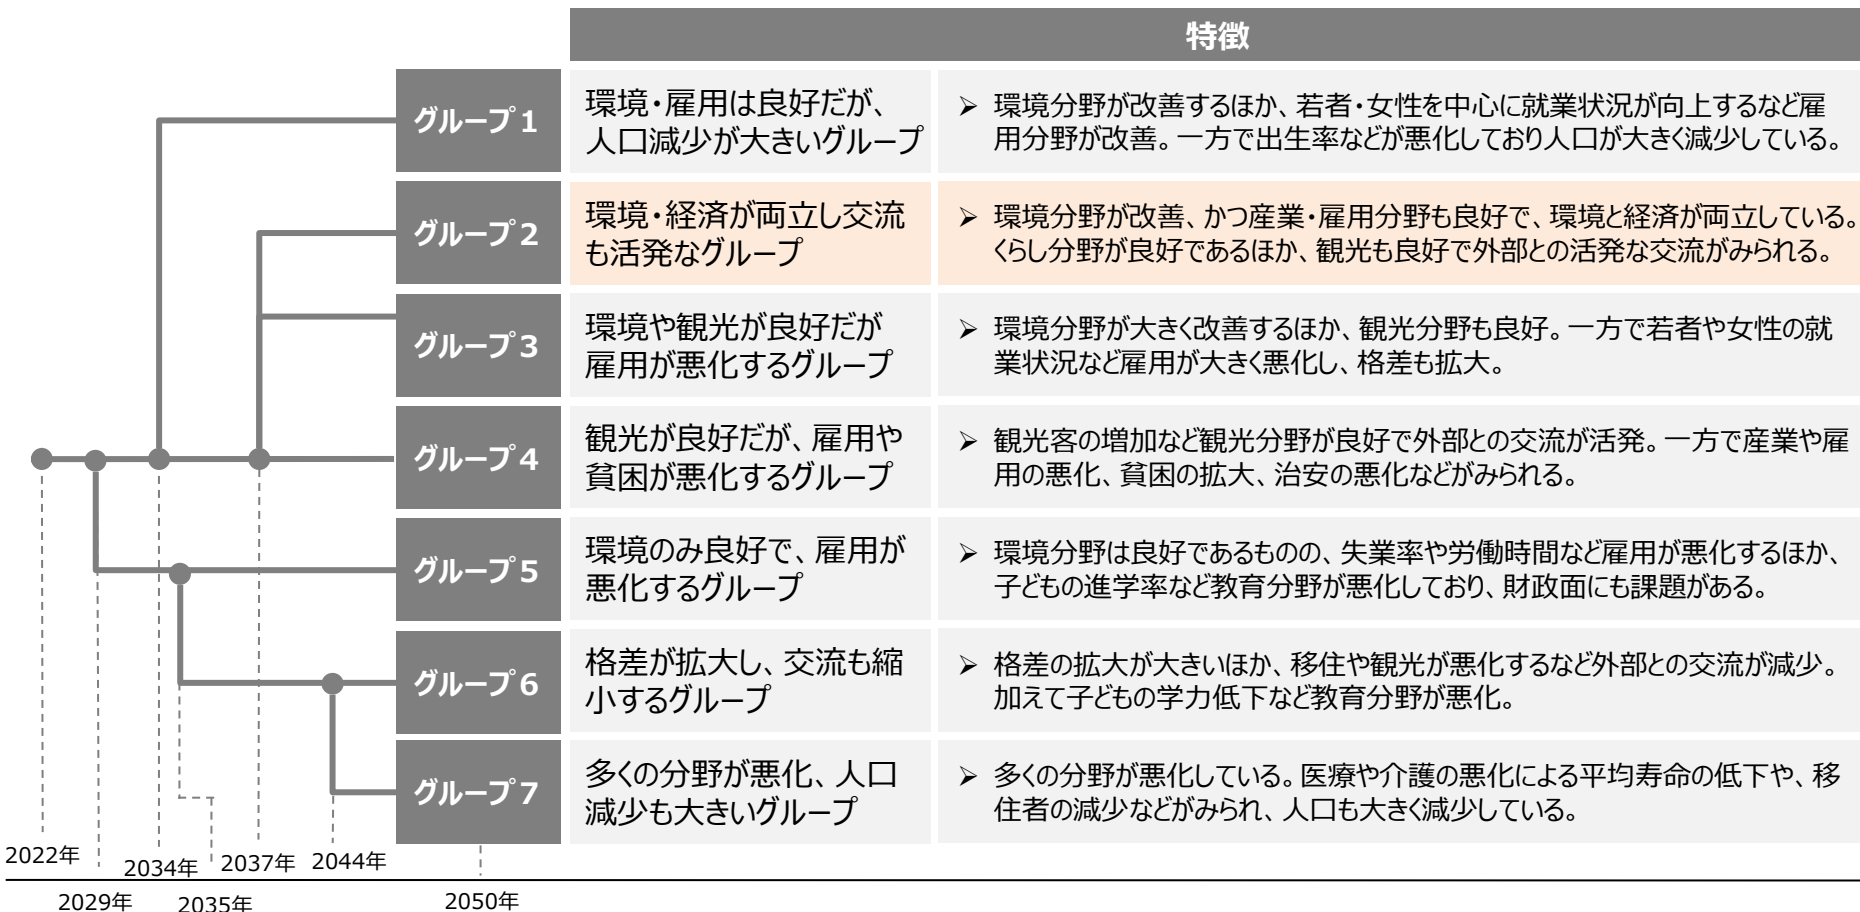 特徴
グループ1
環境・雇用は良好だが、
人口減少が大きいグループ
➢ 環境分野が改善するほか、若者・女性を中心に就業状況が向上するなど雇
用分野が改善。一方で出生率などが悪化しており人口が大きく減少している。
グループ2
環境・経済が両立し交流
も活発なグループ
➢ 環境分野が改善、かつ産業・雇用分野も良好で、環境と経済が両立している。
くらし分野が良好であるほか、観光も良好で外部との活発な交流がみられる。
グループ3
環境や観光が良好だが
雇用が悪化するグループ
➢ 環境分野が大きく改善するほか、観光分野も良好。一方で若者や女性の就
業状況など雇用が大きく悪化し、格差も拡大。
グループ4
観光が良好だが、雇用や
貧困が悪化するグループ
➢ 観光客の増加など観光分野が良好で外部との交流が活発。一方で産業や雇
用の悪化、貧困の拡大、治安の悪化などがみられる。
グループ5
環境のみ良好で、雇用が
悪化するグループ
➢ 環境分野は良好であるものの、失業率や労働時間など雇用が悪化するほか、
子どもの進学率など教育分野が悪化しており、財政面にも課題がある。
グループ6
格差が拡大し、交流も縮
小するグループ
➢ 格差の拡大が大きいほか、移住や観光が悪化するなど外部との交流が減少。
加えて子どもの学力低下など教育分野が悪化。
グループ7
多くの分野が悪化、人口
減少も大きいグループ
➢ 多くの分野が悪化している。医療や介護の悪化による平均寿命の低下や、移
住者の減少などがみられ、人口も大きく減少している。
2022年
2034年
2037年
2044年
2029年
2035年
2050年